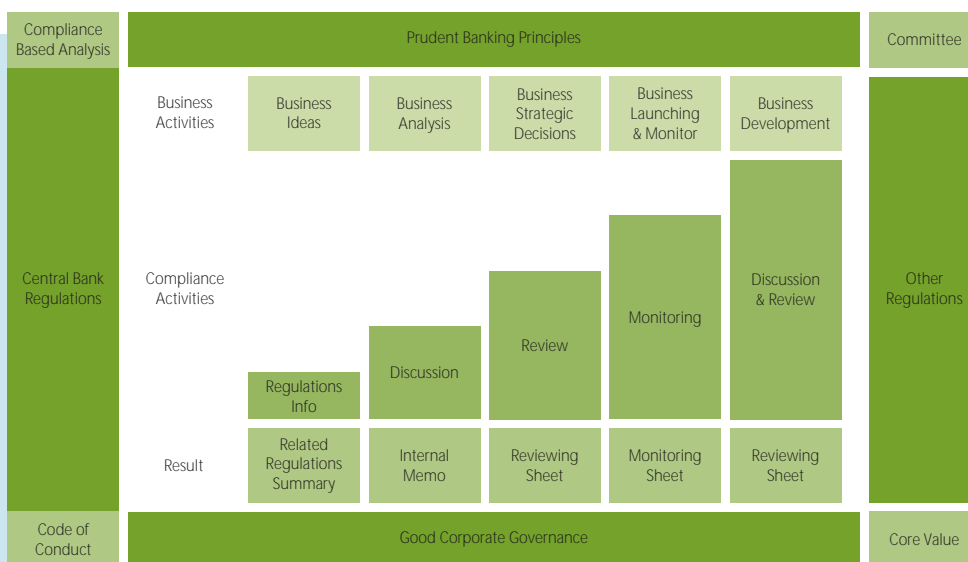 Compliance
Based Analysis
Prudent Banking Principles
Committee
Business
Activities
Business
Ideas
Business
Analysis
Business
Strategic
Decisions
Business
Launching
& Monitor
Business
Development
Central Bank
Regulations
Compliance
Activities
Regulations
Info
Discussion
Review
Monitoring
Discussion
& Review
Other
Regulations
Result
Related
Regulations
Summary
Internal
Memo
Reviewing
Sheet
Monitoring
Sheet
Reviewing
Sheet
Code of
Conduct
Good Corporate Governance
Core Value